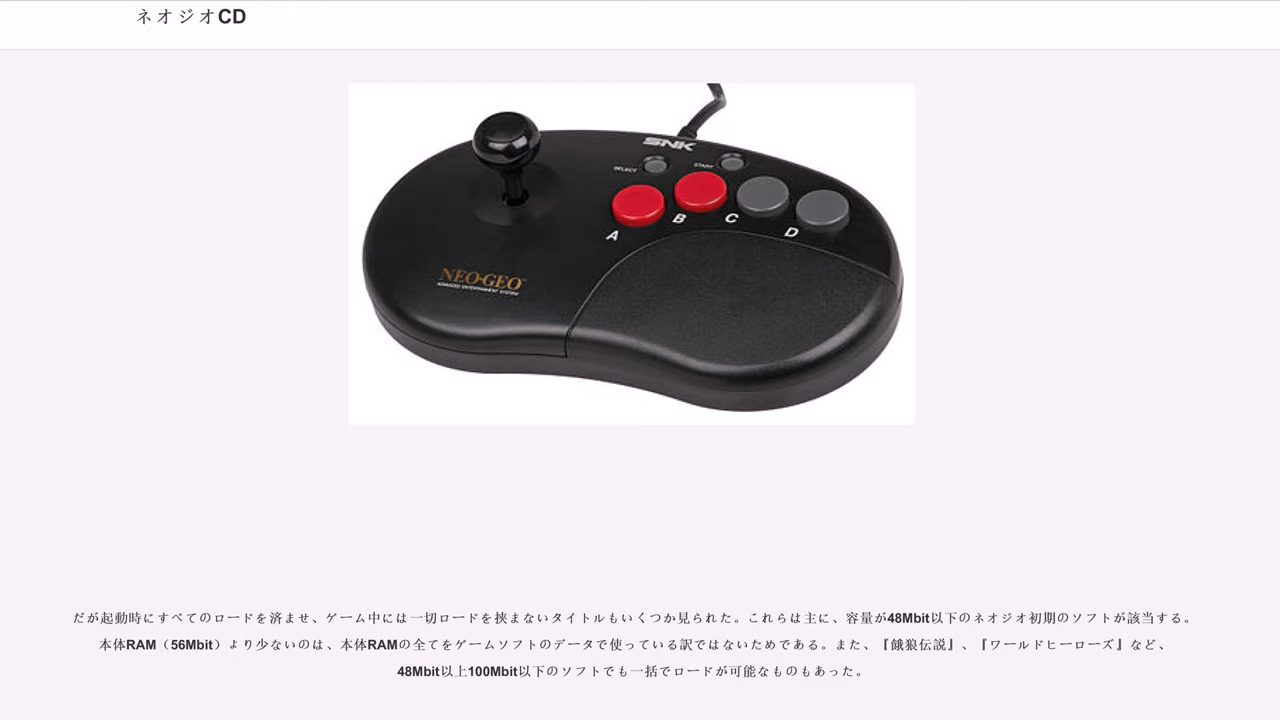 ネオジオCD
SNK
SELECT
START
A
B
C
D
NEO·GEO™
ADVANCED ENTERTAINMENT SYSTEM
だが起動時にすべてのロードを済ませ、ゲーム中には一切ロードを挟まないタイトルもいくつか見られた。これらは主に、容量が48Mbit以下のネオジオ初期のソフトが該当する。
本体RAM（56Mbit）より少ないのは、本体RAMの全てをゲームソフトのデータで使っている訳ではないためである。また、『餓狼伝説』、『ワールドヒーローズ』など、
48Mbit以上100Mbit以下のソフトでも一括でロードが可能なものもあった。